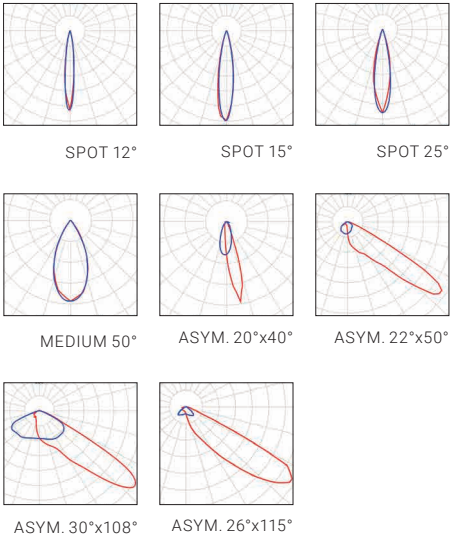 SPOT 12°
SPOT 15°
SPOT 25°
MEDIUM 50°
ASYM. 20°x40°
ASYM. 22°x50°
ASYM. 30°x108°
ASYM. 26°x115°